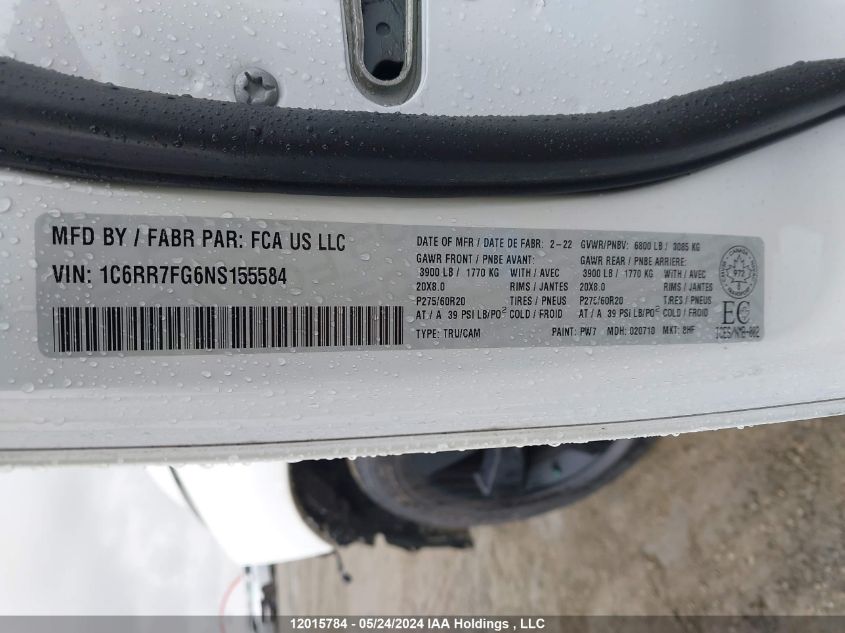 MFD BY / FABR PAR: FCA US LLC
VIN: 1C6RR7FG6NS155584
DATE OF MFR / DATE DE FABR: 2-22 GVWR/PNBV: 6800 LB / 3085 KG
GAWR FRONT / PNBE AVANT: GAWR REAR / PNBE ARRIERE:
3900 LB / 1770 KG WITH / AVEC 3900 LB / 1770 KG WITH / AVEC
20X8.0 RIMS / JANTES 20X8.0 RIMS / JANTES
P275/60R20 TIRES / PNEUS P275/60R20 TIRES / PNEUS
AT / A 39 PSI LB/PO² COLD / FROID AT / A 39 PSI LB/PO² COLD / FROID
TYPE: TRU/CAM PAINT: PW7 MDH: 020710 MKT: 8HF
972
T
EC
ICES/NMB-002
12015784 - 05/24/2024 IAA Holdings , LLC